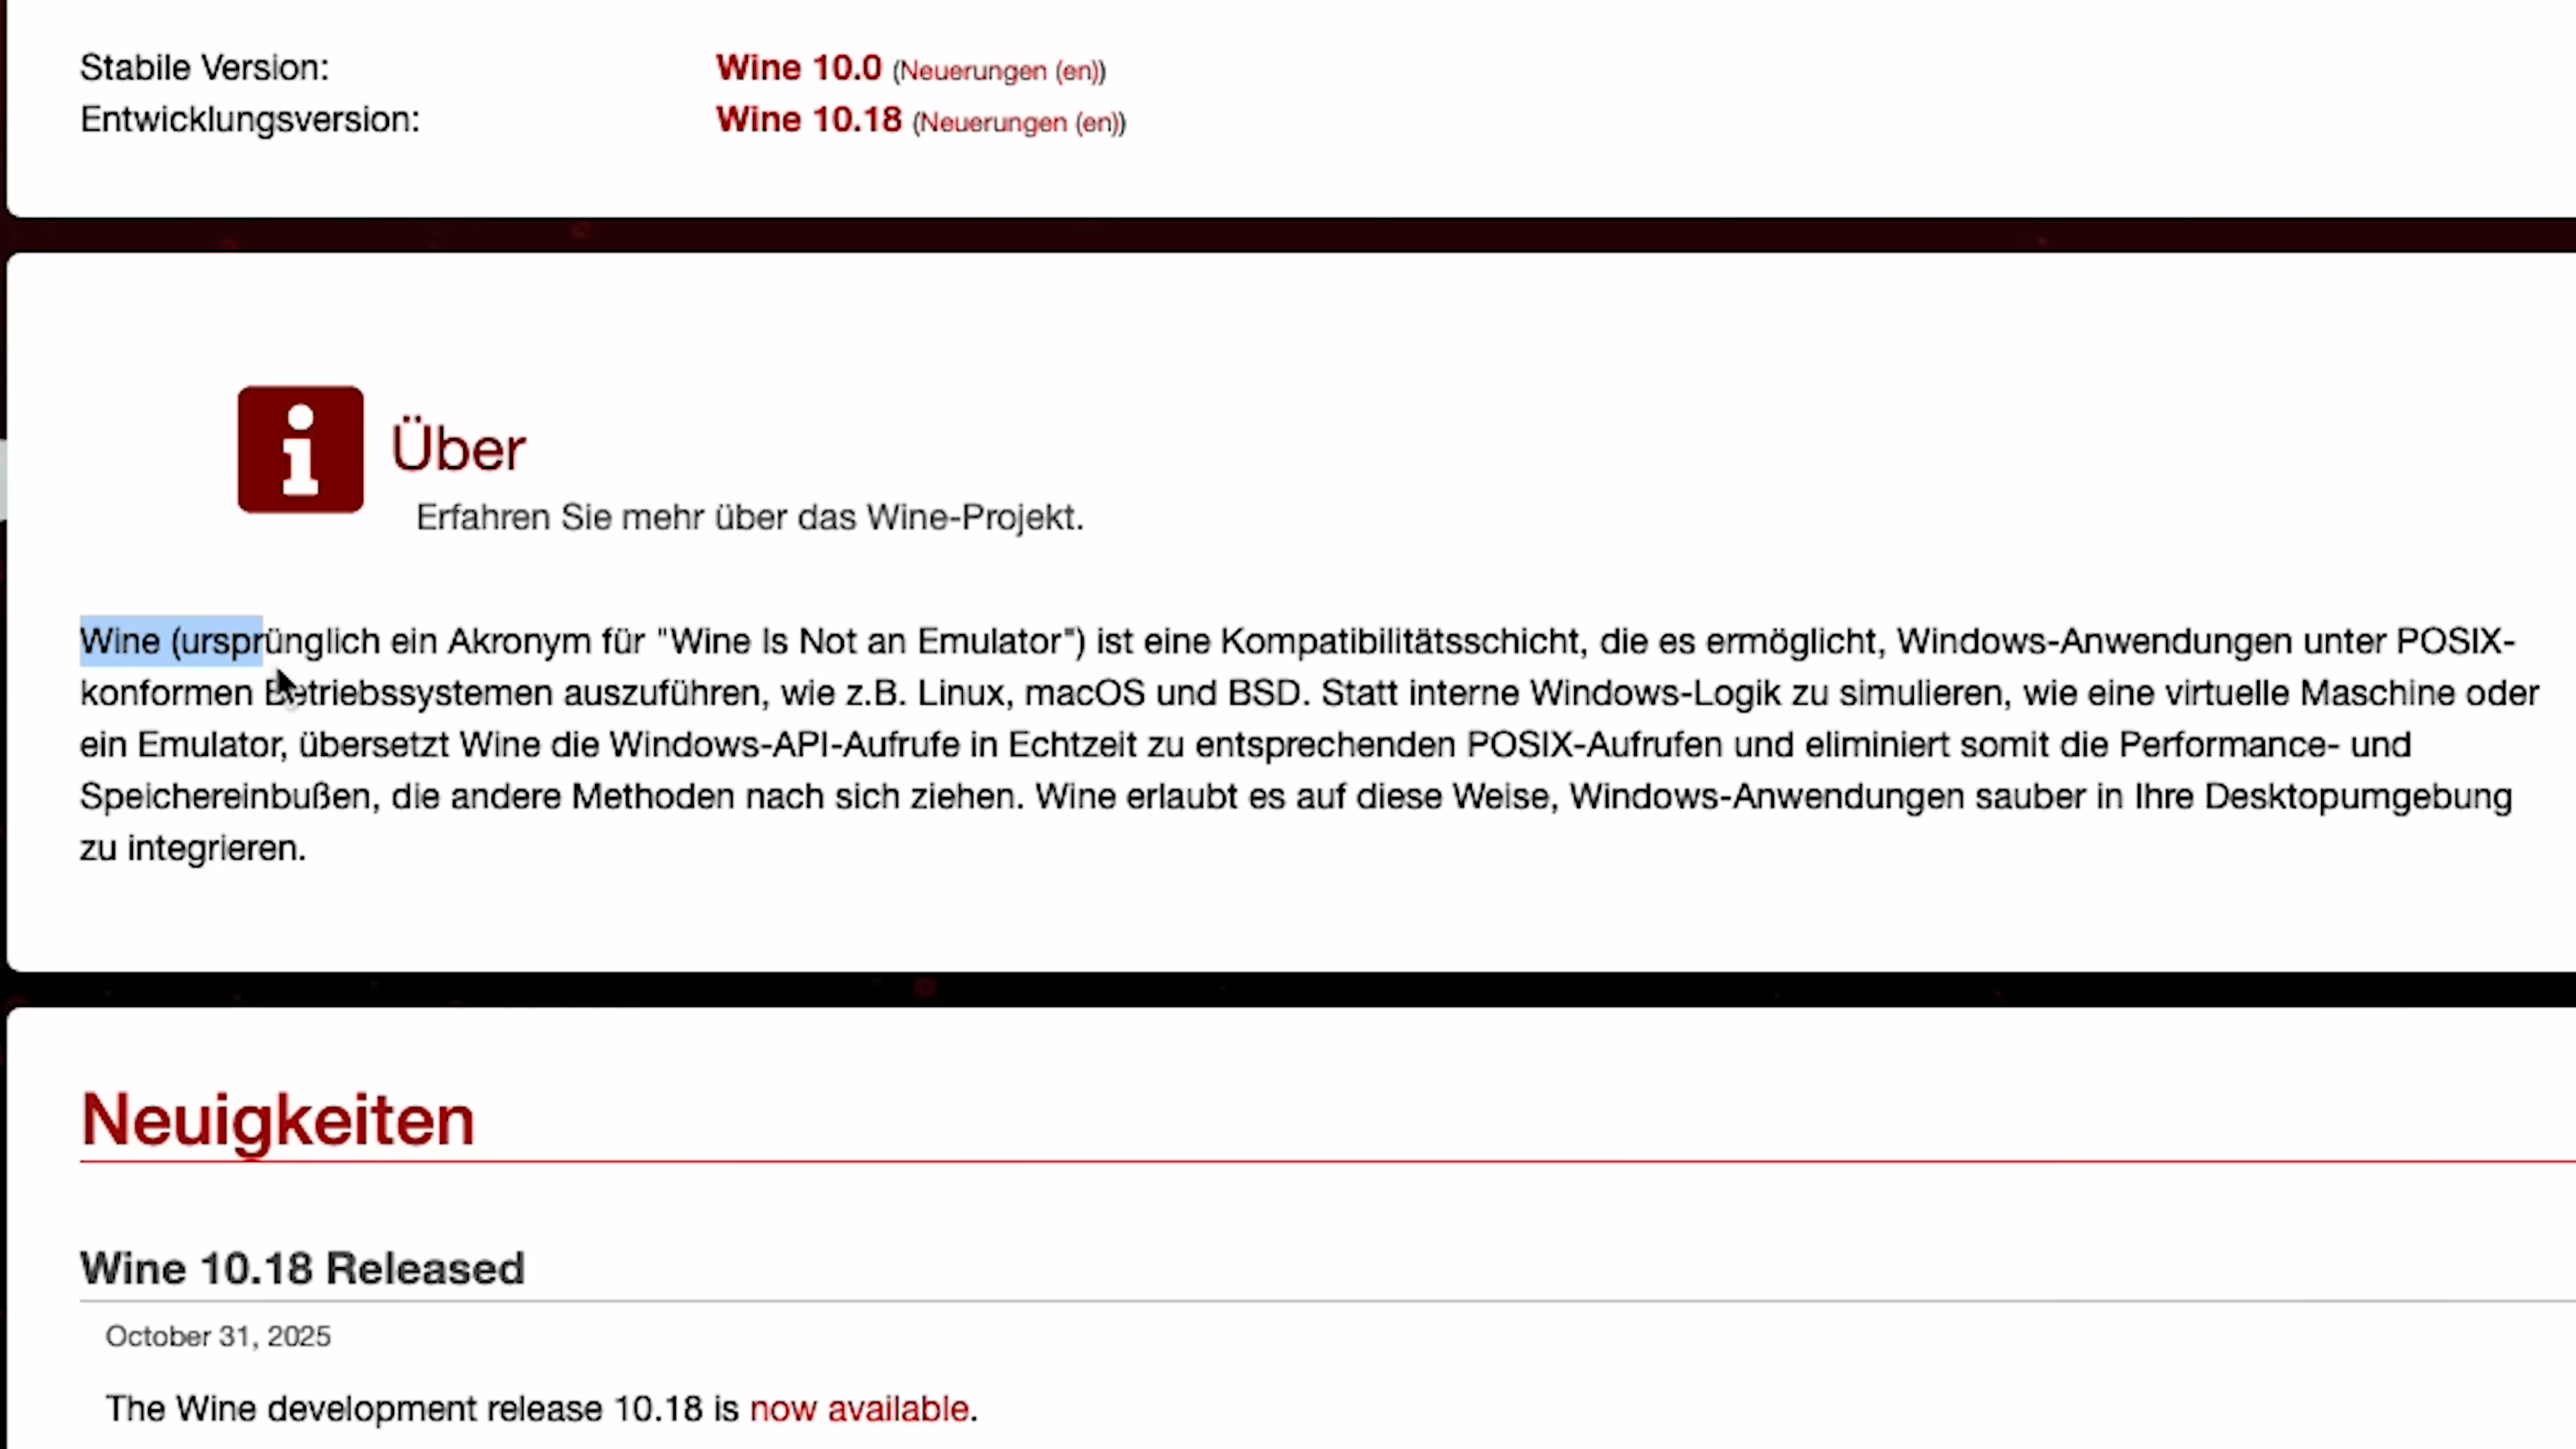 Stabile Version: Wine 10.0 (Neuerungen (en))
Entwicklungsversion: Wine 10.18 (Neuerungen (en))
Über
Erfahren Sie mehr über das Wine-Projekt.
Wine (ursprünglich ein Akronym für "Wine Is Not an Emulator") ist eine Kompatibilitätsschicht, die es ermöglicht, Windows-Anwendungen unter POSIX-
konformen Betriebssystemen auszuführen, wie z.B. Linux, macOS und BSD. Statt interne Windows-Logik zu simulieren, wie eine virtuelle Maschine oder
ein Emulator, übersetzt Wine die Windows-API-Aufrufe in Echtzeit zu entsprechenden POSIX-Aufrufen und eliminiert somit die Performance- und
Speichereinbußen, die andere Methoden nach sich ziehen. Wine erlaubt es auf diese Weise, Windows-Anwendungen sauber in Ihre Desktopumgebung
zu integrieren.
Neuigkeiten
Wine 10.18 Released
October 31, 2025
The Wine development release 10.18 is now available.